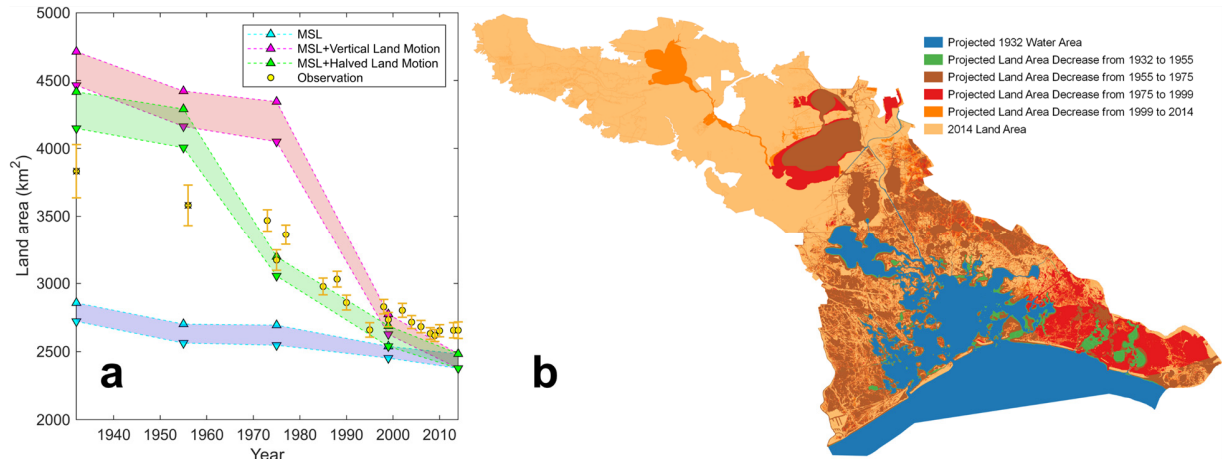 5000
4500
4000
3500
3000
2500
2000
Land area (km²)
1940 1950 1960 1970 1980 1990 2000 2010
Year
MSL
MSL+Vertical Land Motion
MSL+Halved Land Motion
Observation
a
Projected 1932 Water Area
Projected Land Area Decrease from 1932 to 1955
Projected Land Area Decrease from 1955 to 1975
Projected Land Area Decrease from 1975 to 1999
Projected Land Area Decrease from 1999 to 2014
2014 Land Area
b